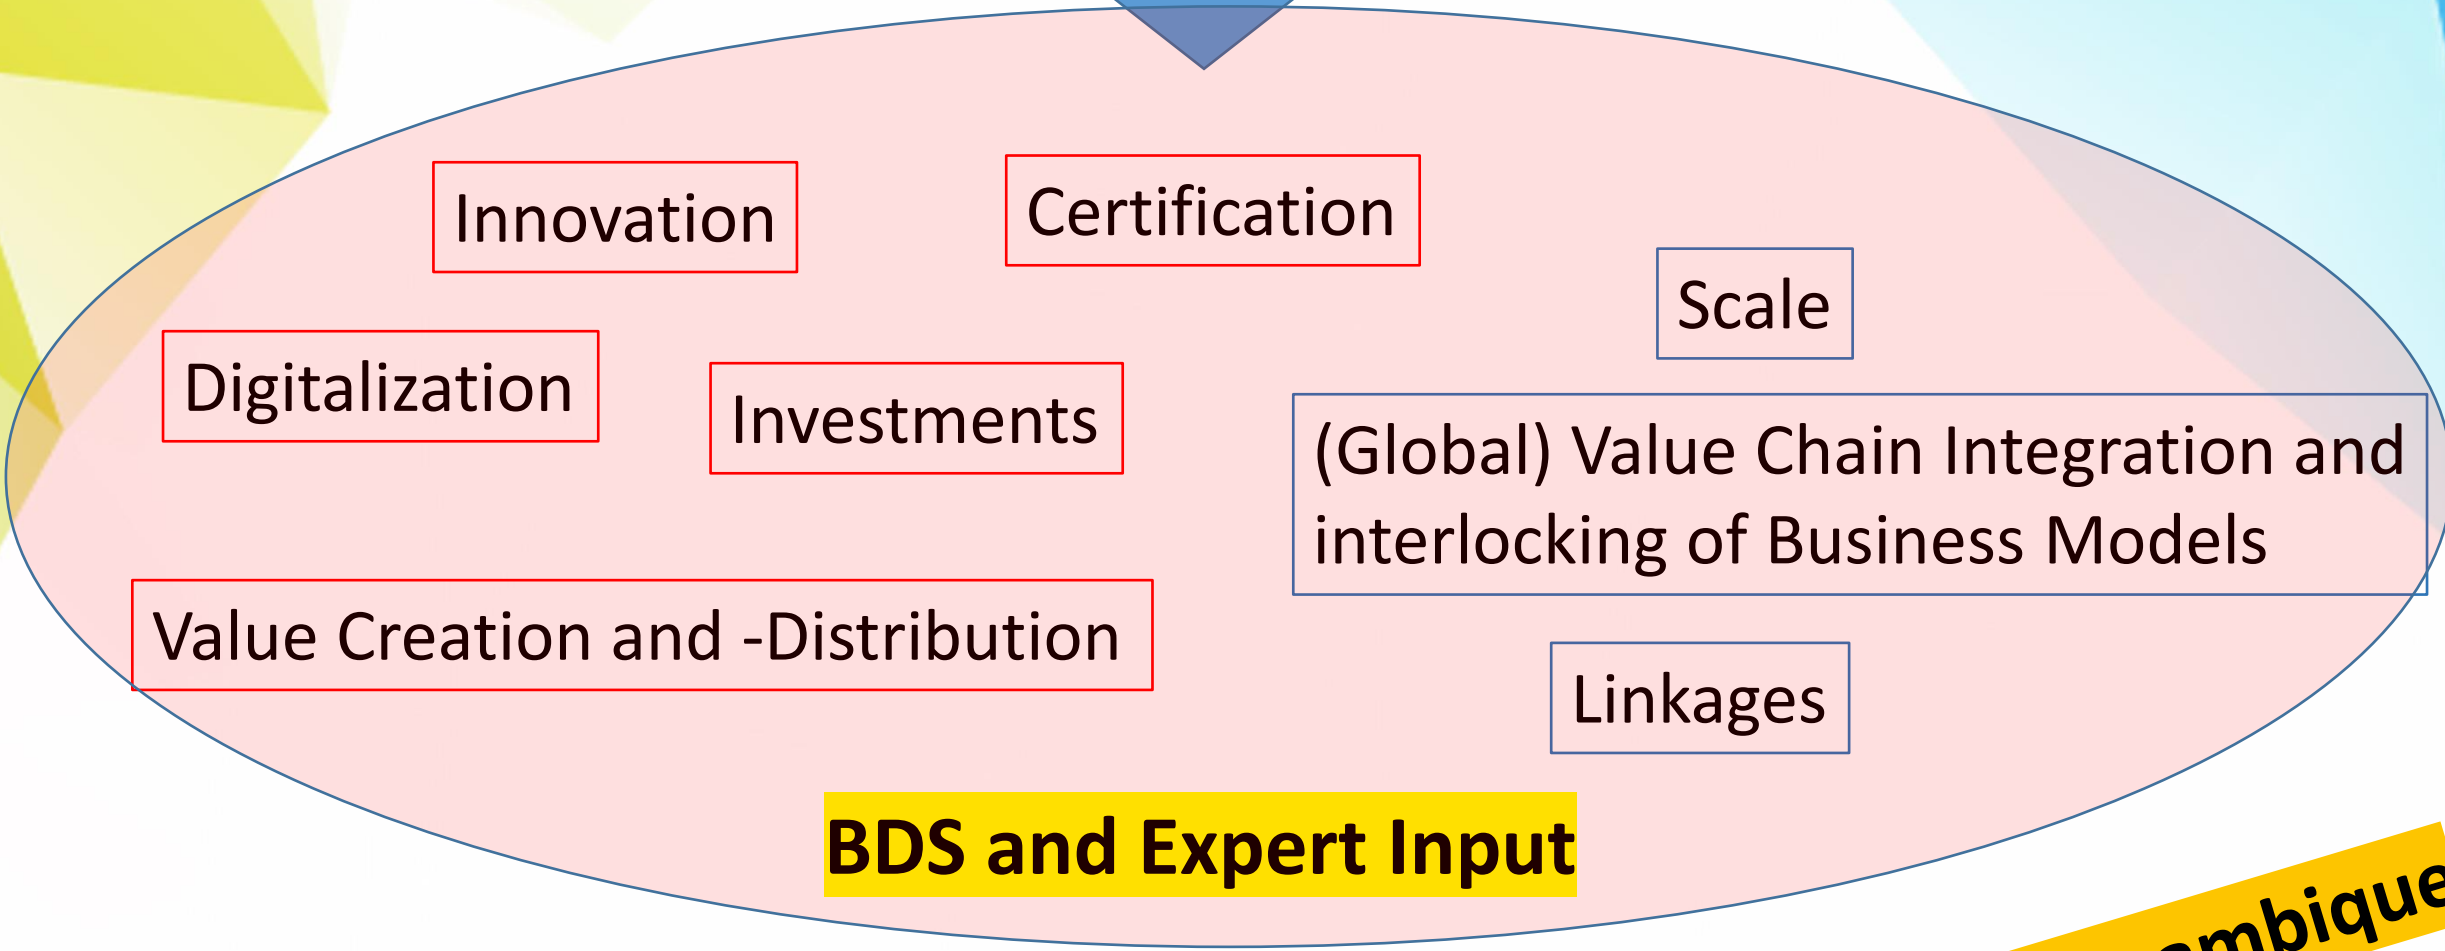 Innovation
Certification
Scale
Digitalization
Investments
(Global) Value Chain Integration and
interlocking of Business Models
Value Creation and -Distribution
Linkages
BDS and Expert Input